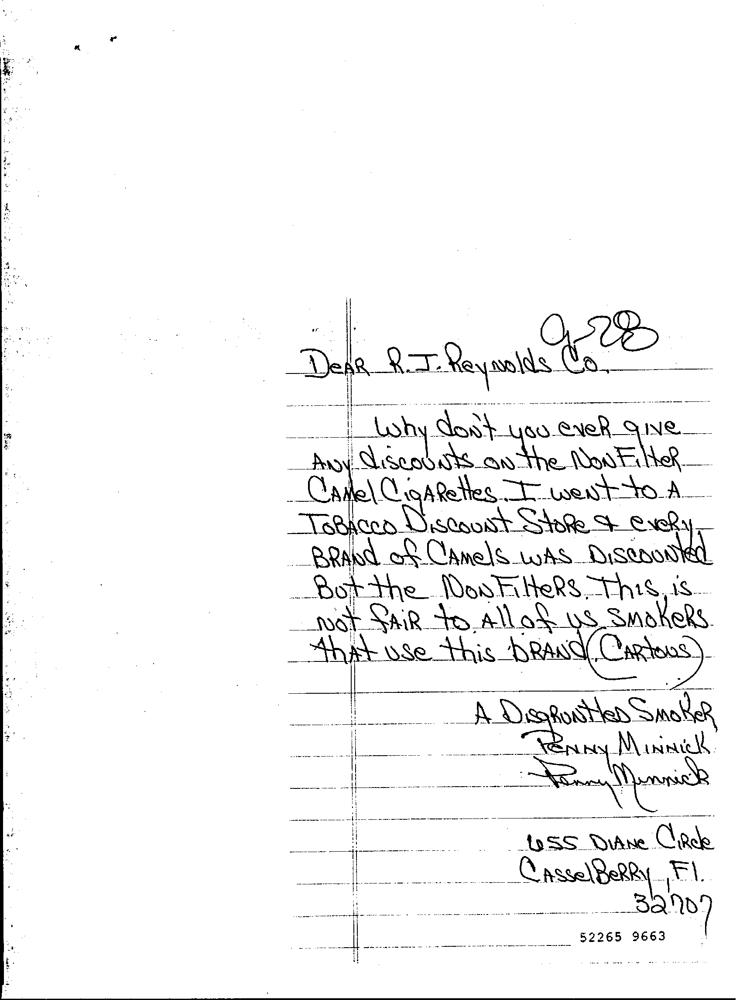 9-28
Dear R.J. Reynolds Co.
Why don't you ever give
any discounts on the NonFilter
Camel Cigarettes. I went to a
Tobacco Discount Store & every
brand of Camels was discounted
But the NonFilters. This is
not fair to all of us smokers
that use this brand. (Cartons)
A Disgrontled Smoker
Penny Minnick
Penny Minnick
655 Diane Circle
Casselberry, Fl.
32707
52265 9663